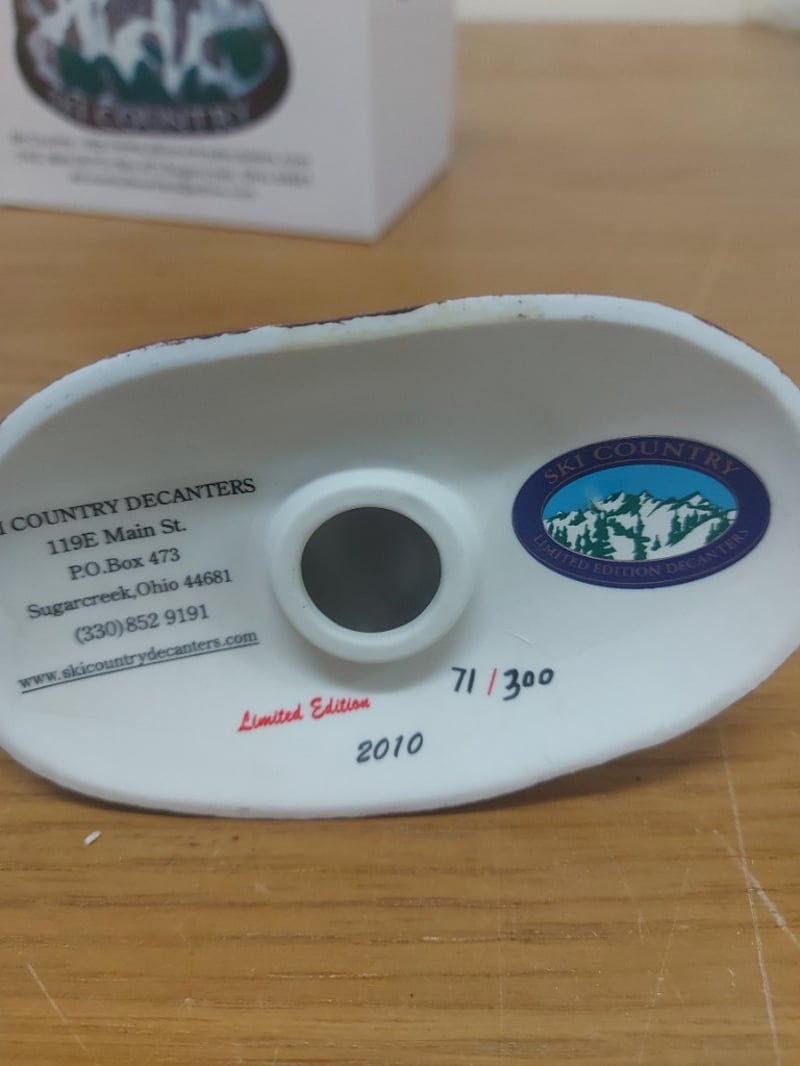 SKI COUNTRY
I COUNTRY DECANTERS
119E Main St.
P.O.Box 473
Sugarcreek,Ohio 44681
(330)852 9191
www.skicountrydecanters.com
SKI COUNTRY
LIMITED EDITION DECANTERS
71/300
Limited Edition
2010